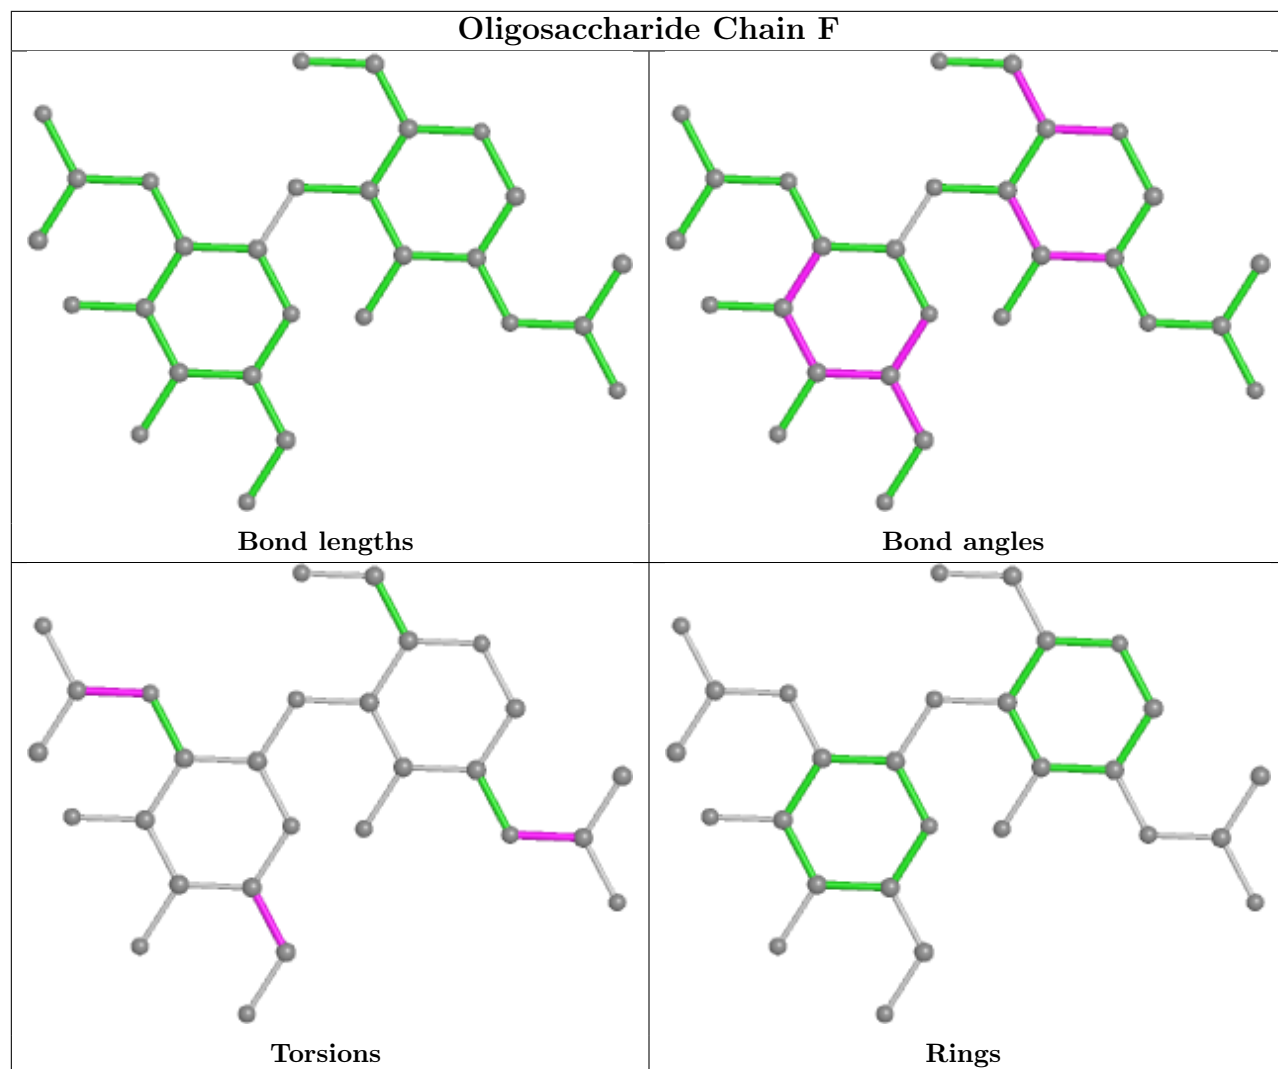 Oligosaccharide Chain F
Bond lengths
Bond angles
Torsions
Rings